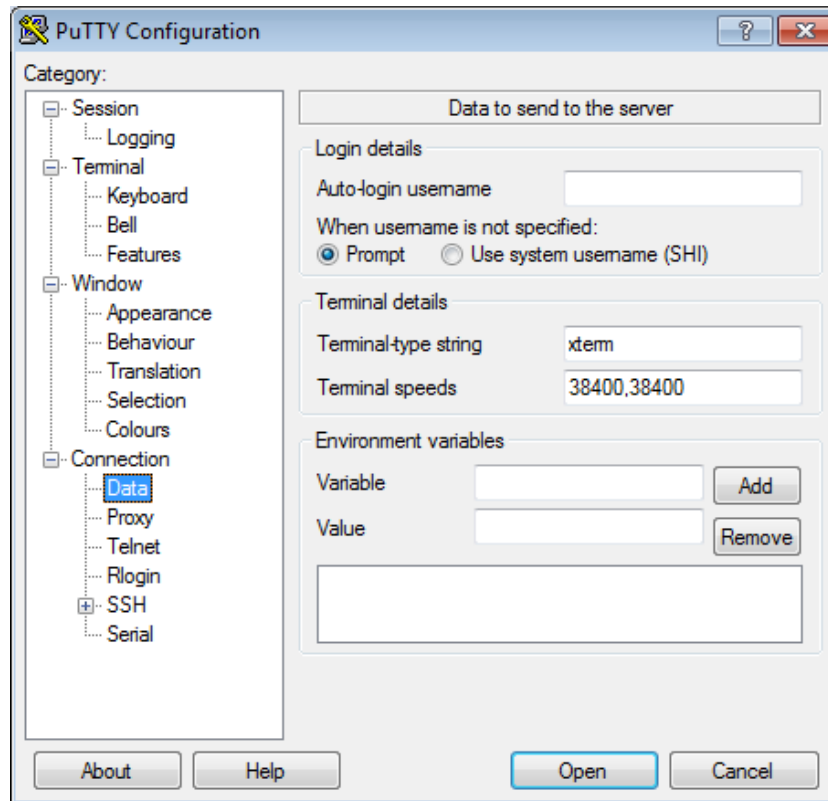 PuTTY Configuration
Category:
Session
Logging
Terminal
Keyboard
Bell
Features
Window
Appearance
Behaviour
Translation
Selection
Colours
Connection
Data
Proxy
Telnet
Rlogin
SSH
Serial
Data to send to the server
Login details
Auto-login username
When username is not specified:
Prompt Use system username (SHI)
Terminal details
Terminal-type string xterm
Terminal speeds 38400,38400
Environment variables
Variable Add
Value Remove
About Help Open Cancel